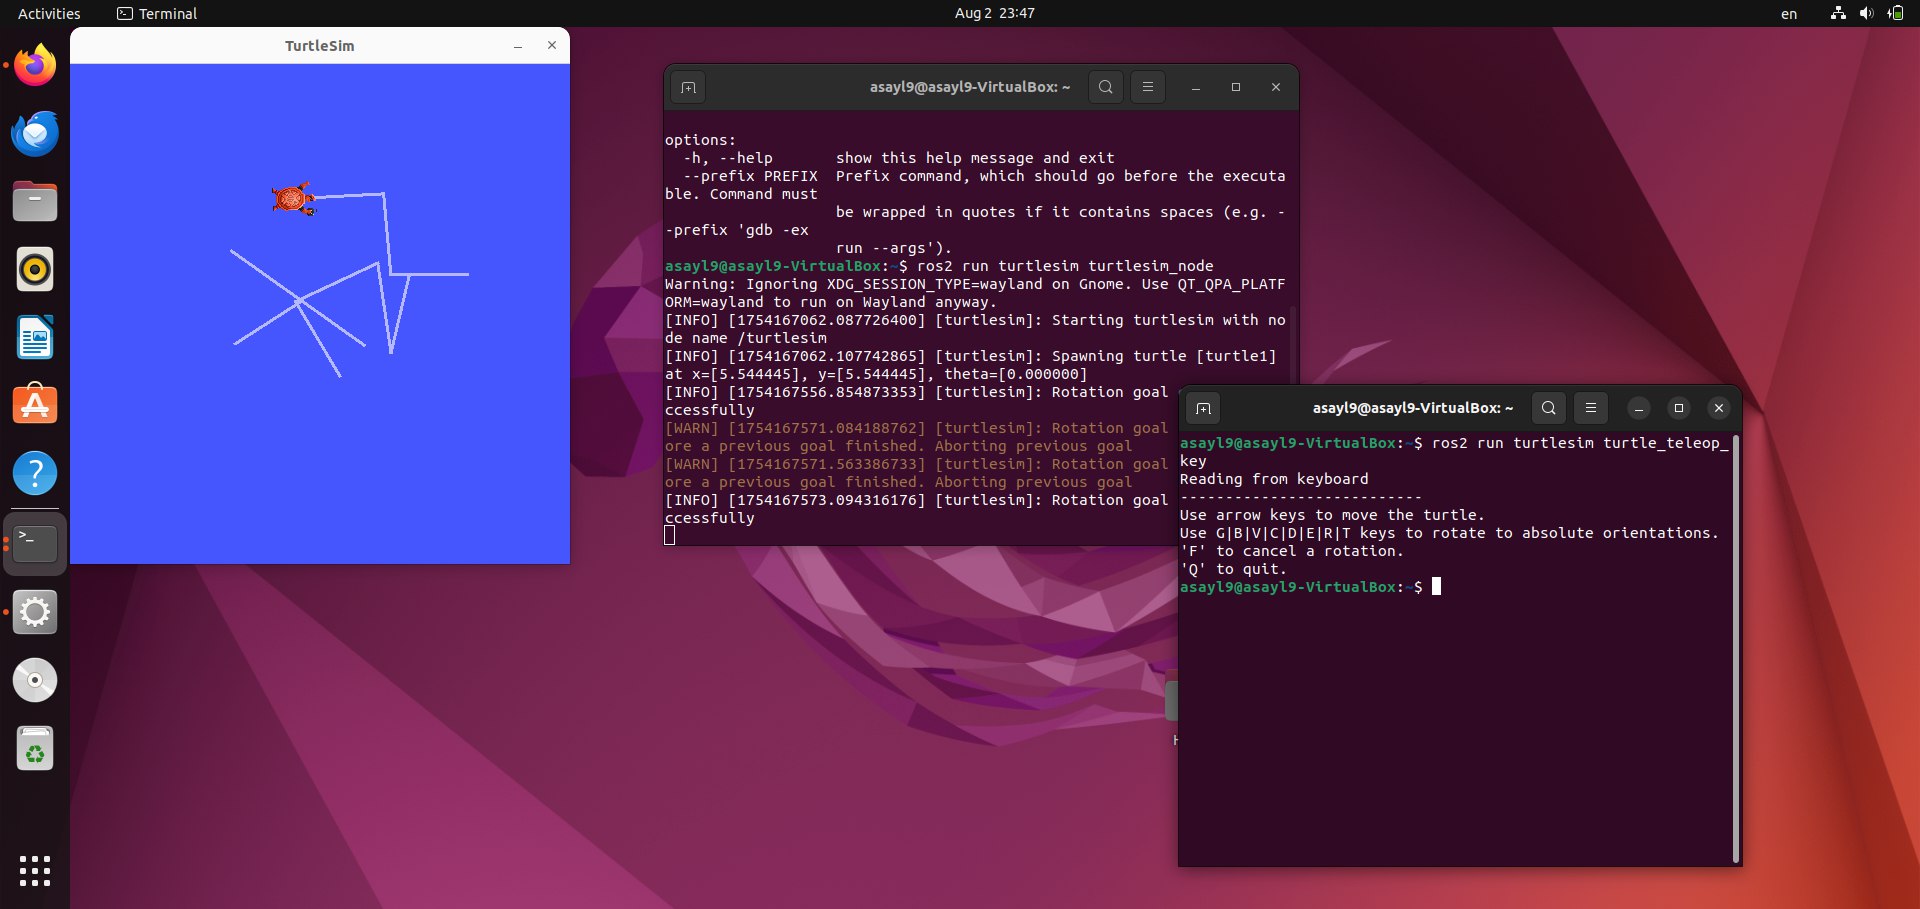 Activities
Terminal
Aug 2 23:47
en
TurtleSim
asayl9@asayl9-VirtualBox: ~
options:
  -h, --help       show this help message and exit
  --prefix PREFIX  Prefix command, which should go before the executa
ble. Command must
                   be wrapped in quotes if it contains spaces (e.g. -
-prefix 'gdb -ex
                   run --args').
asayl9@asayl9-VirtualBox:~$ ros2 run turtlesim turtlesim_node
Warning: Ignoring XDG_SESSION_TYPE=wayland on Gnome. Use QT_QPA_PLATF
ORM=wayland to run on Wayland anyway.
[INFO] [1754167062.087726400] [turtlesim]: Starting turtlesim with no
de name /turtlesim
[INFO] [1754167062.107742865] [turtlesim]: Spawning turtle [turtle1]
at x=[5.544445], y=[5.544445], theta=[0.000000]
[INFO] [1754167556.854873353] [turtlesim]: Rotation goal
ccessfully
[WARN] [1754167571.084188762] [turtlesim]: Rotation goal
ore a previous goal finished. Aborting previous goal
[WARN] [1754167571.563386733] [turtlesim]: Rotation goal
ore a previous goal finished. Aborting previous goal
[INFO] [1754167573.094316176] [turtlesim]: Rotation goal
ccessfully
asayl9@asayl9-VirtualBox: ~
asayl9@asayl9-VirtualBox:~$ ros2 run turtlesim turtle_teleop_
key
Reading from keyboard
---------------------------
Use arrow keys to move the turtle.
Use G|B|V|C|D|E|R|T keys to rotate to absolute orientations.
'F' to cancel a rotation.
'Q' to quit.
asayl9@asayl9-VirtualBox:~$